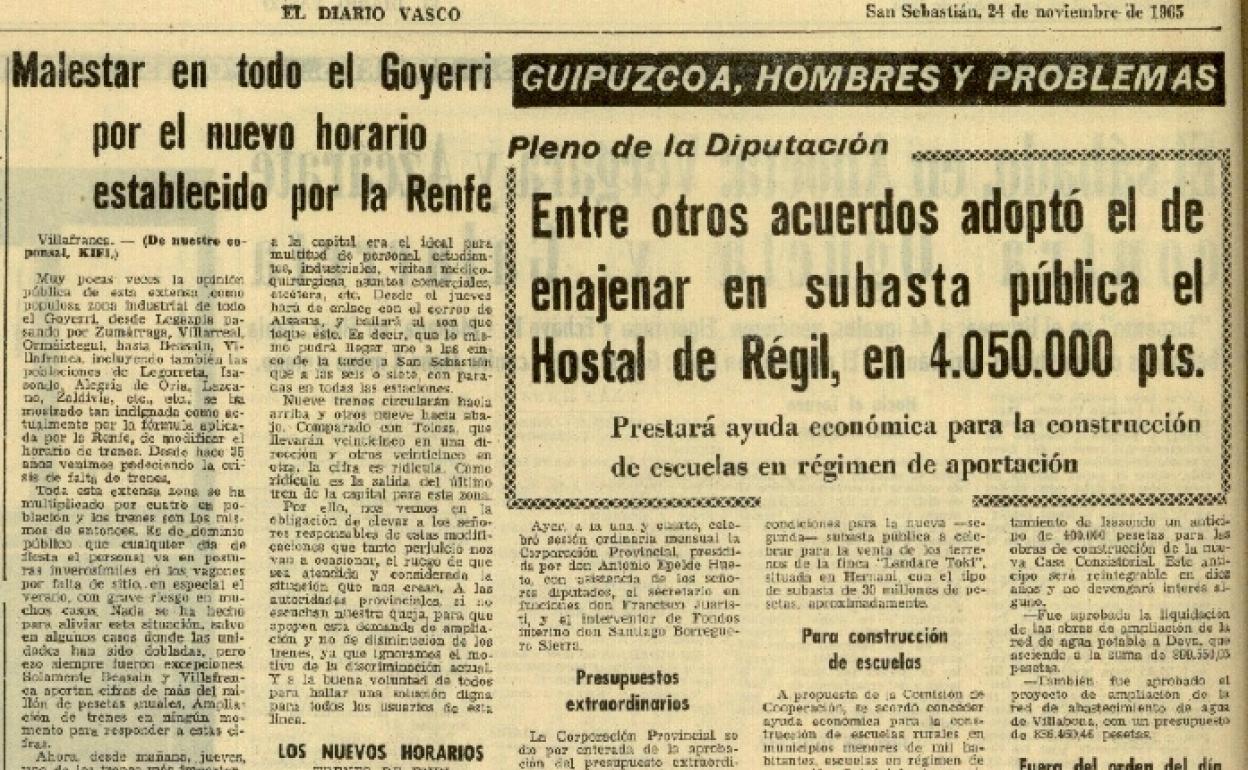 EL DIARIO VASCO
San Sebastián, 24 de noviembre de 1965
Malestar en todo el Goyerri
por el nuevo horario
establecido por la Renfe
Villafranca. — (De nuestro co-
rresponsal, KIFI.)
Muy pocas veces la opinión
pública de esta extensa como
populosa zona industrial de todo
el Goyerri, desde Legazpia pa-
sando por Zumárraga, Villarreal,
Ormáiztegui, hasta Beasain, Vi-
llafranca, incluyendo también las
poblaciones de Legorreta, Isa-
sondo, Alegría de Oria, Lazca-
no, Zaldivia, etc., etc., se ha
mostrado tan indignada como ac-
tualmente por la fórmula aplica-
da por la Renfe, de modificar el
horario de trenes. Desde hace 35
años venimos padeciendo la cri-
sis de falta de trenes.
Toda esta extensa zona se ha
multiplicado por cuatro en po-
blación y los trenes son los mis-
mos de entonces. Es de dominio
público que cualquier día de
fiesta el personal va en postu-
ras inverosímiles en los vagones
por falta de sitio, en especial el
verano, con grave riesgo en mu-
chos casos. Nada se ha hecho
para aliviar esta situación, salvo
en algunos casos donde las uni-
dades han sido dobladas, pero
eso siempre fueron excepciones.
Solamente Beasain y Villafran-
ca aportan cifras de más del mi-
llón de pesetas anuales. Amplia-
ción de trenes en ningún mo-
mento para responder a estas ci-
fras.
Ahora, desde mañana, jueves,
a la capital era el ideal para
multitud de personal, estudian-
tes, industriales, visitas médico-
quirúrgicas, asuntos comerciales,
etcétera, etc. Desde el jueves
hará de enlace con el correo de
Alsasua, y bailará al son que
toque éste. Es decir, que lo mis-
mo podrá llegar uno a las cin-
co de la tarde a San Sebastián
que a las seis o siete, con para-
das en todas las estaciones.
Nueve trenes circularán hacia
arriba y otros nueve hacia aba-
jo. Comparado con Tolosa, que
llevarán veinticinco en una di-
rección y otros veinticinco en
otra, la cifra es ridícula. Como
ridícula es la salida del último
tren de la capital para esta zona.
Por ello, nos vemos en la
obligación de elevar a los seño-
res responsables de estas modifi-
caciones que tanto perjuicio nos
van a ocasionar, el ruego de que
sea atendida y considerada la
situación que nos crean. A las
autoridades provinciales, si no
escuchan nuestra queja, para que
apoyen esta demanda de amplia-
ción y no de disminución de los
trenes, ya que ignoramos el mo-
tivo de la discriminación actual.
Y a la buena voluntad de todos
para hallar una solución digna
para todos los usuarios de esta
línea.
LOS NUEVOS HORARIOS
GUIPUZCOA, HOMBRES Y PROBLEMAS
Pleno de la Diputación
Entre otros acuerdos adoptó el de
enajenar en subasta pública el
Hostal de Régil, en 4.050.000 pts.
Prestará ayuda económica para la construcción
de escuelas en régimen de aportación
Ayer, a la una y cuarto, cele-
bró sesión ordinaria mensual la
Corporación Provincial, presidi-
da por don Antonio Epelde Hue-
to, con asistencia de los seño-
res diputados, el secretario en
funciones don Francisco Juaris-
ti, y el interventor de Fondos
interino don Santiago Borregue-
ro Sierra.
Presupuestos
extraordinarios
La Corporación Provincial se
dio por enterada de la aproba-
ción del presupuesto extraordi-
condiciones para la nueva —se-
gunda— subasta pública a cele-
brar para la venta de los terre-
nos de la finca "Landare Toki",
situada en Hernani, con el tipo
de subasta de 30 millones de pe-
setas, aproximadamente.
Para construcción
de escuelas
A propuesta de la Comisión de
Cooperación, se acordó conceder
ayuda económica para la cons-
trucción de escuelas rurales en
municipios menores de mil ha-
bitantes, escuelas en régimen de
tamiento de Isasondo un antici-
po de 400.000 pesetas para las
obras de construcción de la nue-
va Casa Consistorial. Este anti-
cipo será reintegrable en diez
años y no devengará interés al-
guno.
—Fue aprobada la liquidación
de las obras de ampliación de la
red de agua potable a Deva, que
asciende a la suma de
pesetas.
—También fue aprobado el
proyecto de ampliación de la
red de abastecimiento de agua
de Villabona, con un presupuesto
de pesetas.
Fuera del orden del día